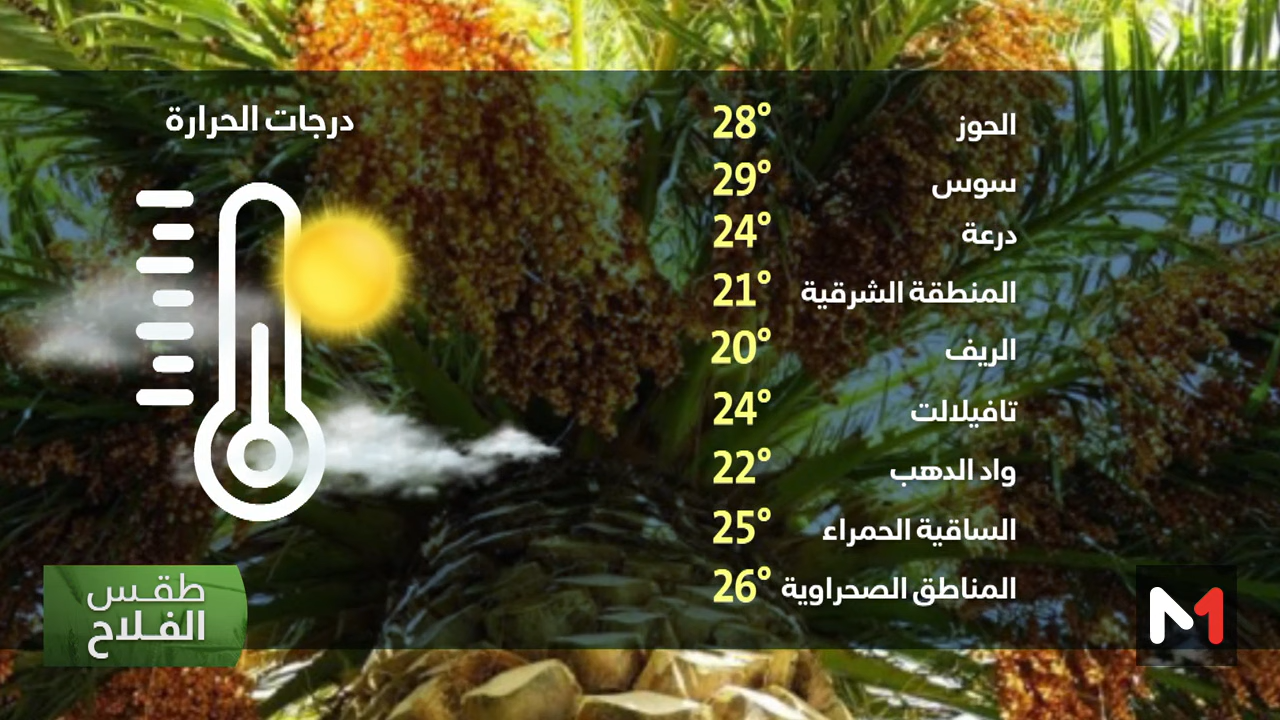 درجات الحرارة
الحوز 28°
سوس 29°
درعة 24°
المنطقة الشرقية 21°
الريف 20°
تافيلالت 24°
واد الدهب 22°
الساقية الحمراء 25°
المناطق الصحراوية 26°
طقس
الفلاح
M1